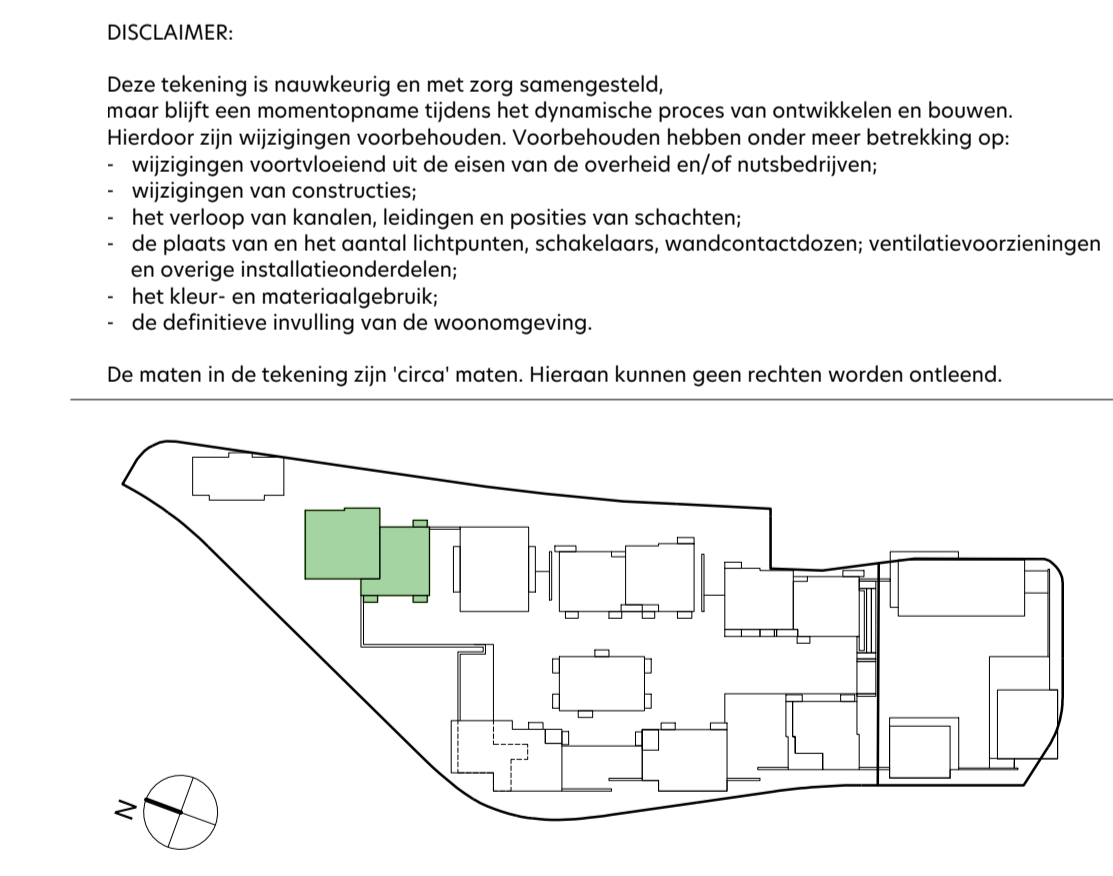 DISCLAIMER:
Deze tekening is nauwkeurig en met zorg samengesteld,
maar blijft een momentopname tijdens het dynamische proces van ontwikkelen en bouwen.
Hierdoor zijn wijzigingen voorbehouden. Voorbehouden hebben onder meer betrekking op:
- wijzigingen voortvloeiend uit de eisen van de overheid en/of nutsbedrijven;
- wijzigingen van constructies;
- het verloop van kanalen, leidingen en posities van schachten;
- de plaats van en het aantal lichtpunten, schakelaars, wandcontactdozen; ventilatievoorzieningen
en overige installatieonderdelen;
- het kleur- en materiaalgebruik;
- de definitieve invulling van de woonomgeving.
De maten in de tekening zijn 'circa' maten. Hieraan kunnen geen rechten worden ontleend.
N